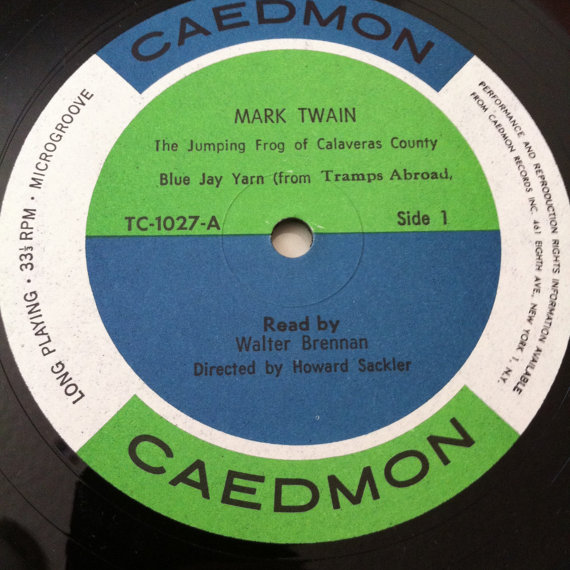 CAEDMON
MARK TWAIN
The Jumping Frog of Calaveras County
Blue Jay Yarn (from Tramps Abroad,
TC-1027-A Side 1
Read by
Walter Brennan
Directed by Howard Sackler
CAEDMON
LONG PLAYING · 33⅓ RPM · MICROGROOVE
PERFORMANCE AND REPRODUCTION RIGHTS INFORMATION AVAILABLE
FROM CAEDMON RECORDS INC. 461 EIGHTH AVE., NEW YORK 1, N.Y.